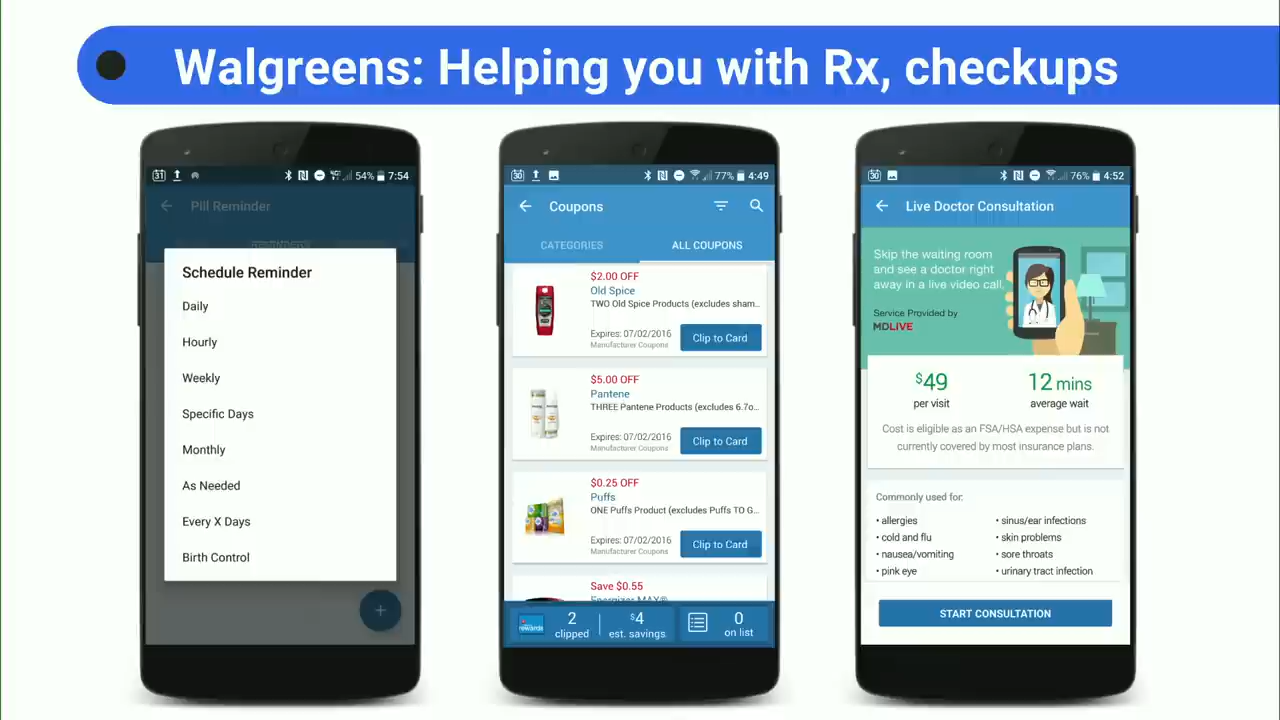 Walgreens: Helping you with Rx, checkups
31
54%
7:54
Pill Reminder
Schedule Reminder
Daily
Hourly
Weekly
Specific Days
Monthly
As Needed
Every X Days
Birth Control
30
77%
4:49
Coupons
CATEGORIES
ALL COUPONS
$2.00 OFF
Old Spice
TWO Old Spice Products (excludes sham...
Expires: 07/02/2016
Manufacturer Coupons
Clip to Card
$5.00 OFF
Pantene
THREE Pantene Products (excludes 6.7o...
Expires: 07/02/2016
Manufacturer Coupons
Clip to Card
$0.25 OFF
Puffs
ONE Puffs Product (excludes Puffs TO G...
Expires: 07/02/2016
Manufacturer Coupons
Clip to Card
Save $0.55
Energizer MAX®
rewards
2
clipped
$4
est. savings
0
on list
30
76%
4:52
Live Doctor Consultation
Skip the waiting room
and see a doctor right
away in a live video call.
Service Provided by
MDLIVE
$49
per visit
12 mins
average wait
Cost is eligible as an FSA/HSA expense but is not
currently covered by most insurance plans.
Commonly used for:
• allergies
• cold and flu
• nausea/vomiting
• pink eye
• sinus/ear infections
• skin problems
• sore throats
• urinary tract infection
START CONSULTATION